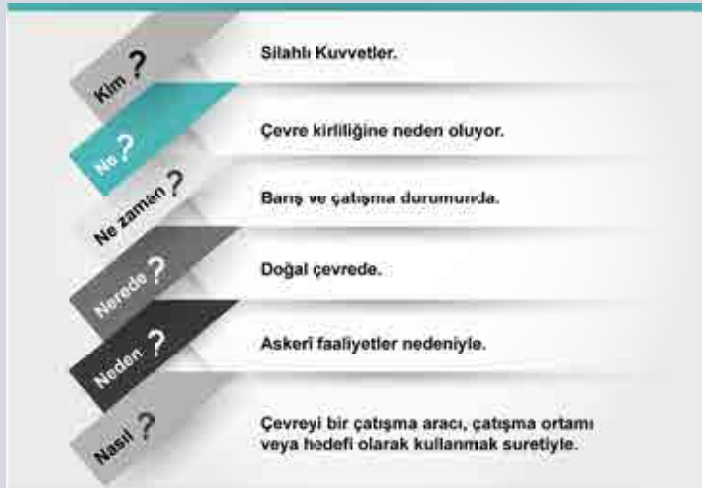 Kim ?
Silahlı Kuvvetler.
Ne ?
Çevre kirliliğine neden oluyor.
Ne zaman ?
Barış ve çatışma durumunda.
Nerede ?
Doğal çevrede.
Neden ?
Askerî faaliyetler nedeniyle.
Nasıl ?
Çevreyi bir çatışma aracı, çatışma ortamı
veya hedefi olarak kullanmak suretiyle.